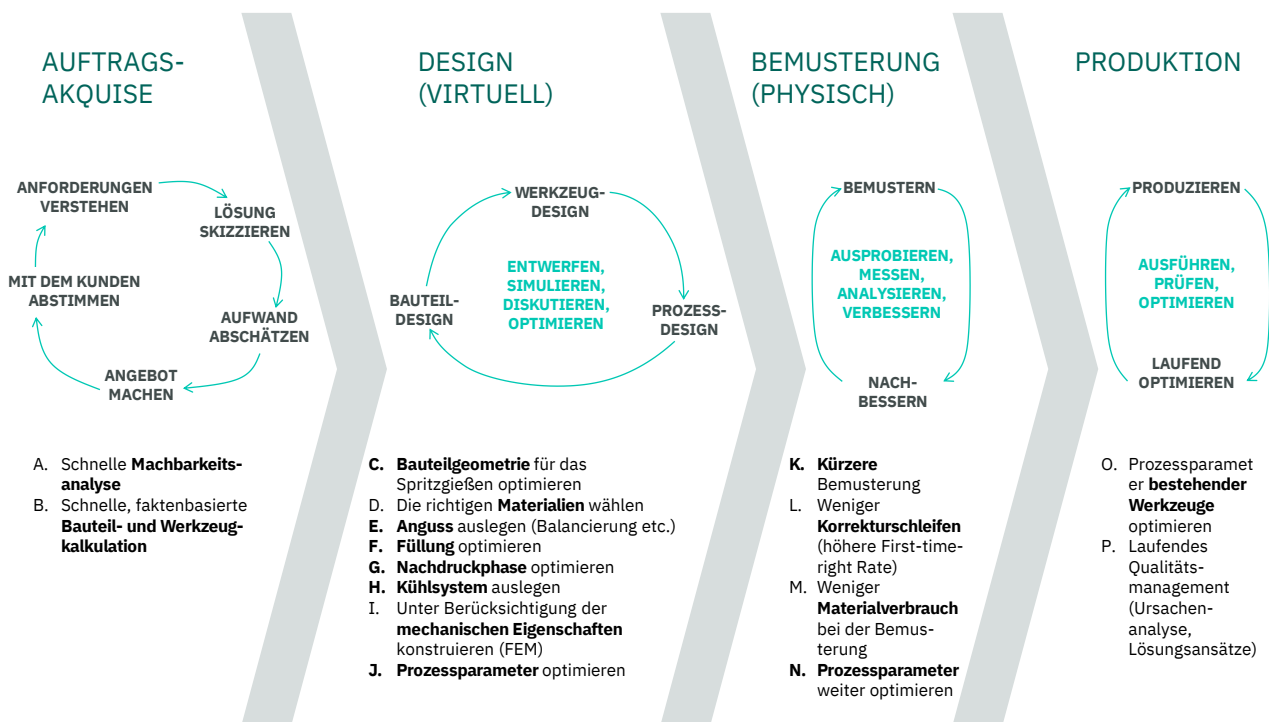 AUFTRAGS-
AKQUISE
ANFORDERUNGEN
VERSTEHEN
LÖSUNG
SKIZZIEREN
MIT DEM KUNDEN
ABSTIMMEN
AUFWAND
ABSCHÄTZEN
ANGEBOT
MACHEN
A. Schnelle Machbarkeits-
analyse
B. Schnelle, faktenbasierte
Bauteil- und Werkzeug-
kalkulation
DESIGN
(VIRTUELL)
WERKZEUG-
DESIGN
ENTWERFEN,
SIMULIEREN,
DISKUTIEREN,
OPTIMIEREN
BAUTEIL-
DESIGN
PROZESS-
DESIGN
C. Bauteilgeometrie für das
Spritzgießen optimieren
D. Die richtigen Materialien wählen
E. Anguss auslegen (Balancierung etc.)
F. Füllung optimieren
G. Nachdruckphase optimieren
H. Kühlsystem auslegen
I. Unter Berücksichtigung der
mechanischen Eigenschaften
konstruieren (FEM)
J. Prozessparameter optimieren
BEMUSTERUNG
(PHYSISCH)
BEMUSTERN
AUSPROBIEREN,
MESSEN,
ANALYSIEREN,
VERBESSERN
NACH-
BESSERN
K. Kürzere
Bemusterung
L. Weniger
Korrekturschleifen
(höhere First-time-
right Rate)
M. Weniger
Materialverbrauch
bei der Bemus-
terung
N. Prozessparameter
weiter optimieren
PRODUKTION
PRODUZIEREN
AUSFÜHREN,
PRÜFEN,
OPTIMIEREN
LAUFEND
OPTIMIEREN
O. Prozessparamet
er bestehender
Werkzeuge
optimieren
P. Laufendes
Qualitäts-
management
(Ursachen-
analyse,
Lösungsansätze)